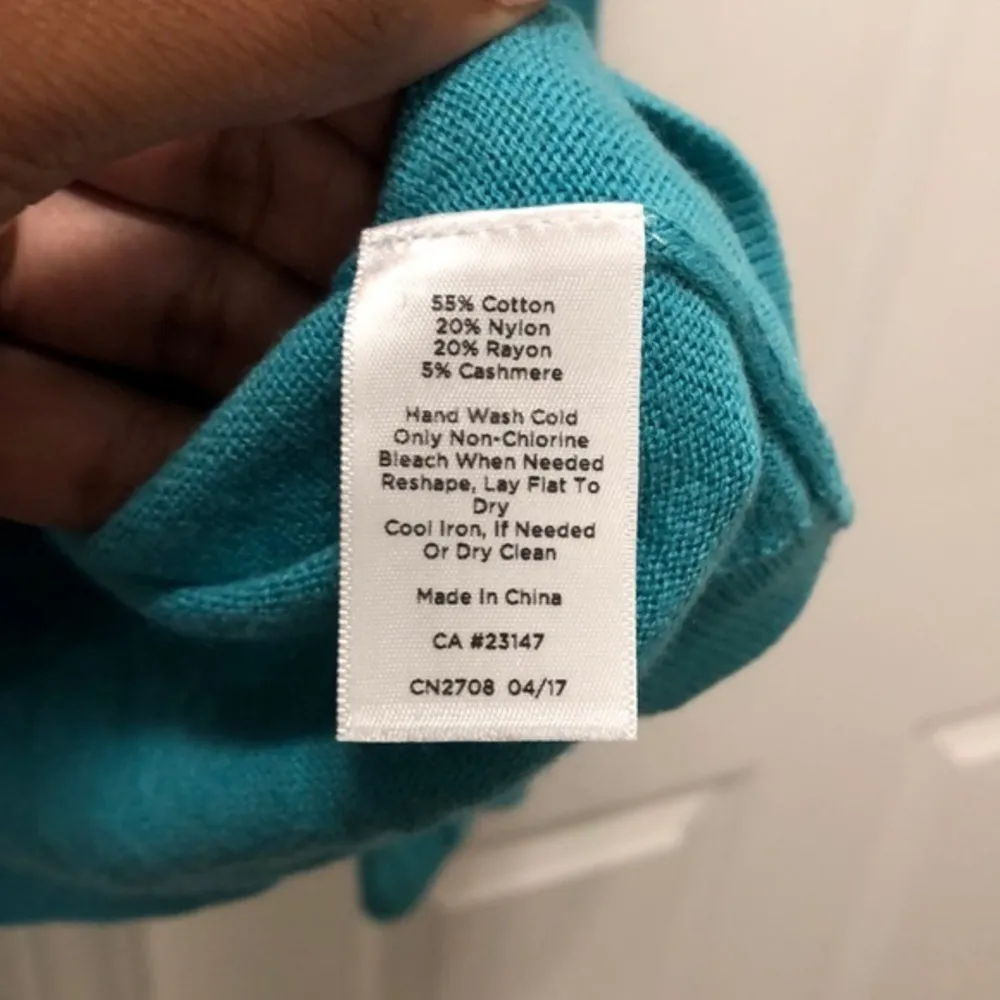 55% Cotton
20% Nylon
20% Rayon
5% Cashmere
Hand Wash Cold
Only Non-Chlorine
Bleach When Needed
Reshape, Lay Flat To
Dry
Cool Iron, If Needed
Or Dry Clean
Made In China
CA #23147
CN2708 04/17